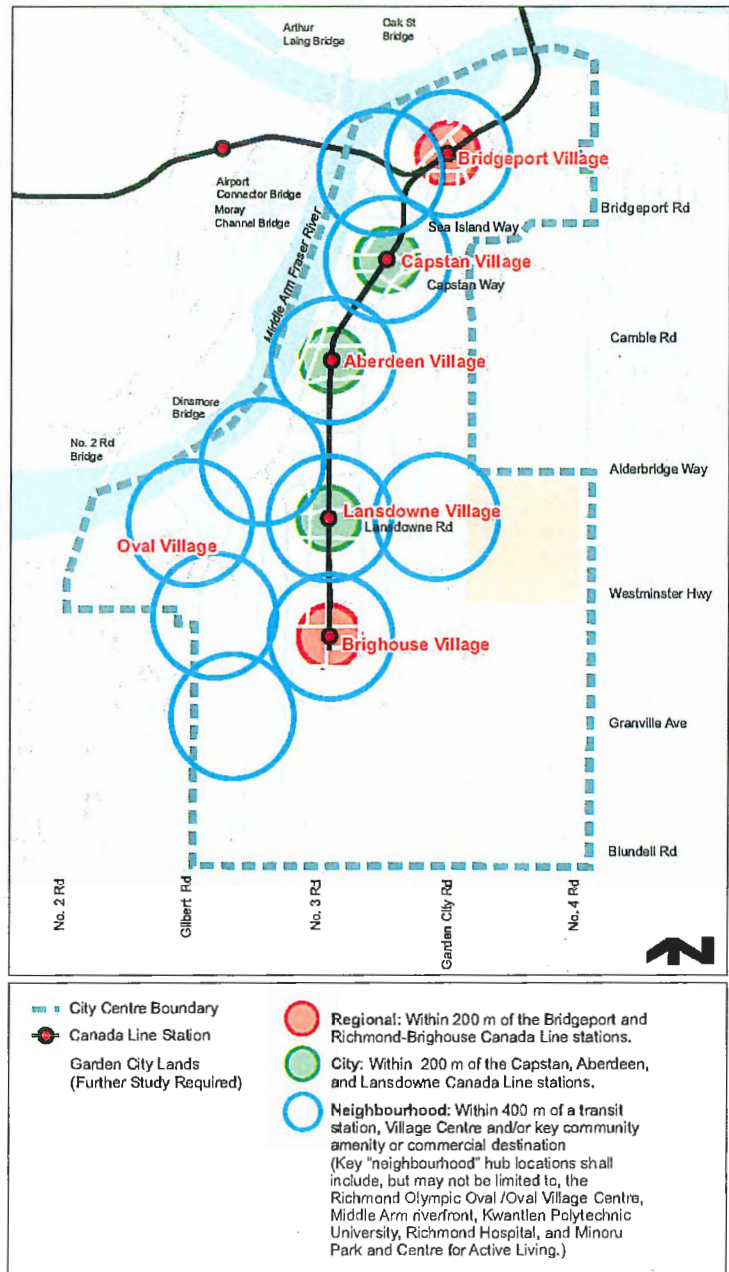 Arthur
Laing Bridge
Oak St
Bridge
Bridgeport Village
Airport
Connector Bridge
Moray
Channel Bridge
Bridgeport Rd
Sea Island Way
Middle Arm Fraser River
Capstan Village
Capstan Way
Camble Rd
Aberdeen Village
Dinsmore
Bridge
No. 2 Rd
Bridge
Alderbridge Way
Lansdowne Village
Lansdowne Rd
Oval Village
Westminster Hwy
Brighouse Village
Granville Ave
Blundell Rd
No. 2 Rd
Gilbert Rd
No. 3 Rd
Garden City Rd
No. 4 Rd
N
City Centre Boundary
Canada Line Station
Garden City Lands
(Further Study Required)
Regional: Within 200 m of the Bridgeport and
Richmond-Brighouse Canada Line stations.
City: Within 200 m of the Capstan, Aberdeen,
and Lansdowne Canada Line stations.
Neighbourhood: Within 400 m of a transit
station, Village Centre and/or key community
amenity or commercial destination
(Key "neighbourhood" hub locations shall
include, but may not be limited to, the
Richmond Olympic Oval /Oval Village Centre,
Middle Arm riverfront, Kwantlen Polytechnic
University, Richmond Hospital, and Minoru
Park and Centre for Active Living.)